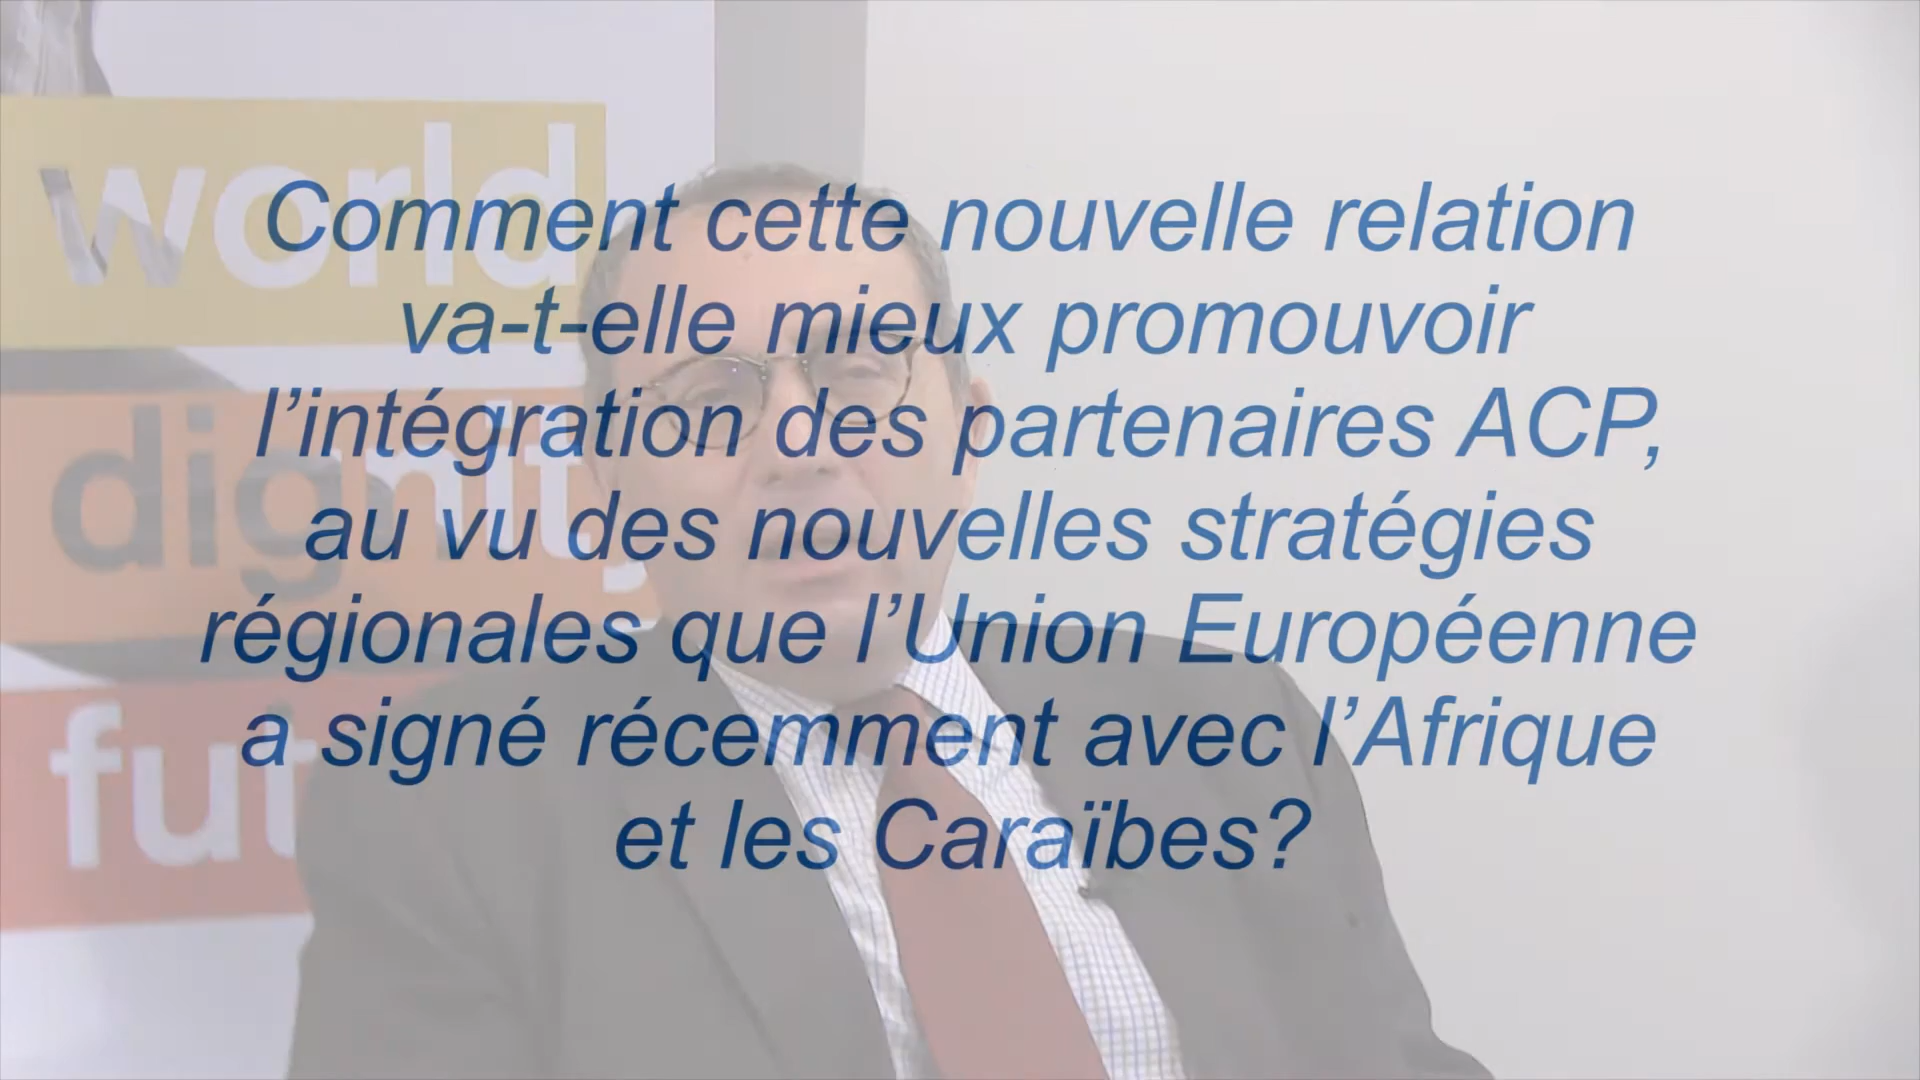 world
dignity
fut
Comment cette nouvelle relation
va-t-elle mieux promouvoir
l’intégration des partenaires ACP,
au vu des nouvelles stratégies
régionales que l’Union Européenne
a signé récemment avec l’Afrique
et les Caraïbes?